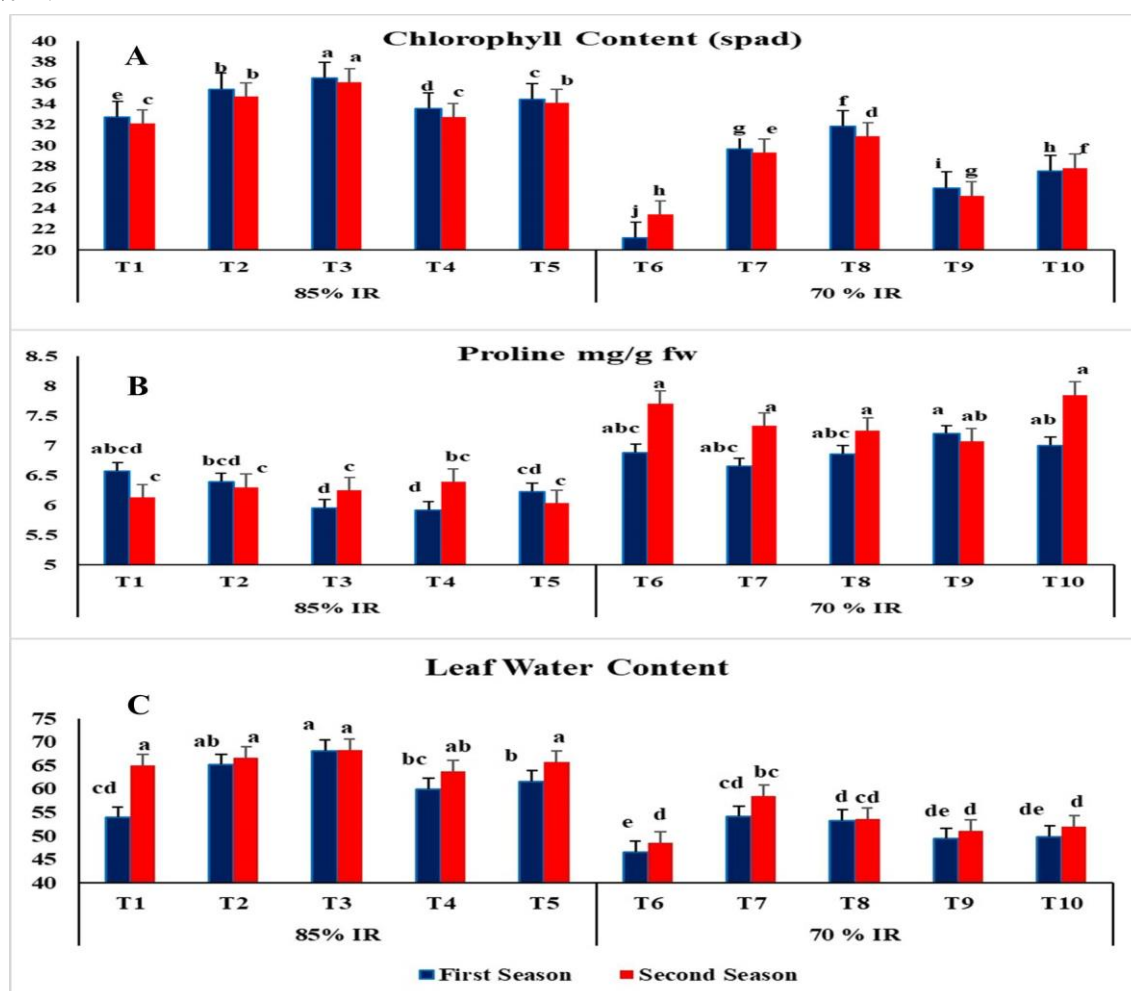 Chlorophyll Content (spad)
A
40
38
36
34
32
30
28
26
24
22
20
e c b b a a d c c b j h g e f d i g h f
T1 T2 T3 T4 T5 T6 T7 T8 T9 T10
85% IR 70 % IR
Proline mg/g fw
B
8.5
8
7.5
7
6.5
6
5.5
5
abcd c bcd c d c d bc cd c abc a abc a abc a a ab ab a
T1 T2 T3 T4 T5 T6 T7 T8 T9 T10
85% IR 70 % IR
Leaf Water Content
C
75
70
65
60
55
50
45
40
cd a ab a a a bc ab b a e d cd bc d cd de d de d
T1 T2 T3 T4 T5 T6 T7 T8 T9 T10
85% IR 70 % IR
First Season Second Season